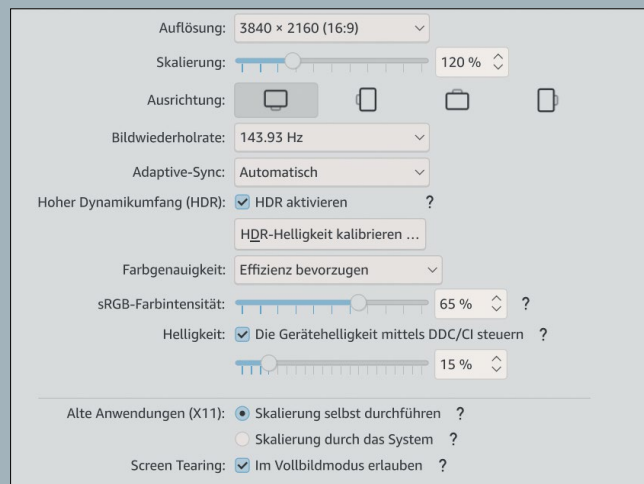 Auflösung: 3840 × 2160 (16:9)
Skalierung: 120 %
Ausrichtung:
Bildwiederholrate: 143.93 Hz
Adaptive-Sync: Automatisch
Hoher Dynamikumfang (HDR): HDR aktivieren ?
HDR-Helligkeit kalibrieren ...
Farbgenauigkeit: Effizienz bevorzugen
sRGB-Farbintensität: 65 % ?
Helligkeit: Die Gerätehelligkeit mittels DDC/CI steuern ?
15 %
Alte Anwendungen (X11): Skalierung selbst durchführen ?
Skalierung durch das System ?
Screen Tearing: Im Vollbildmodus erlauben ?